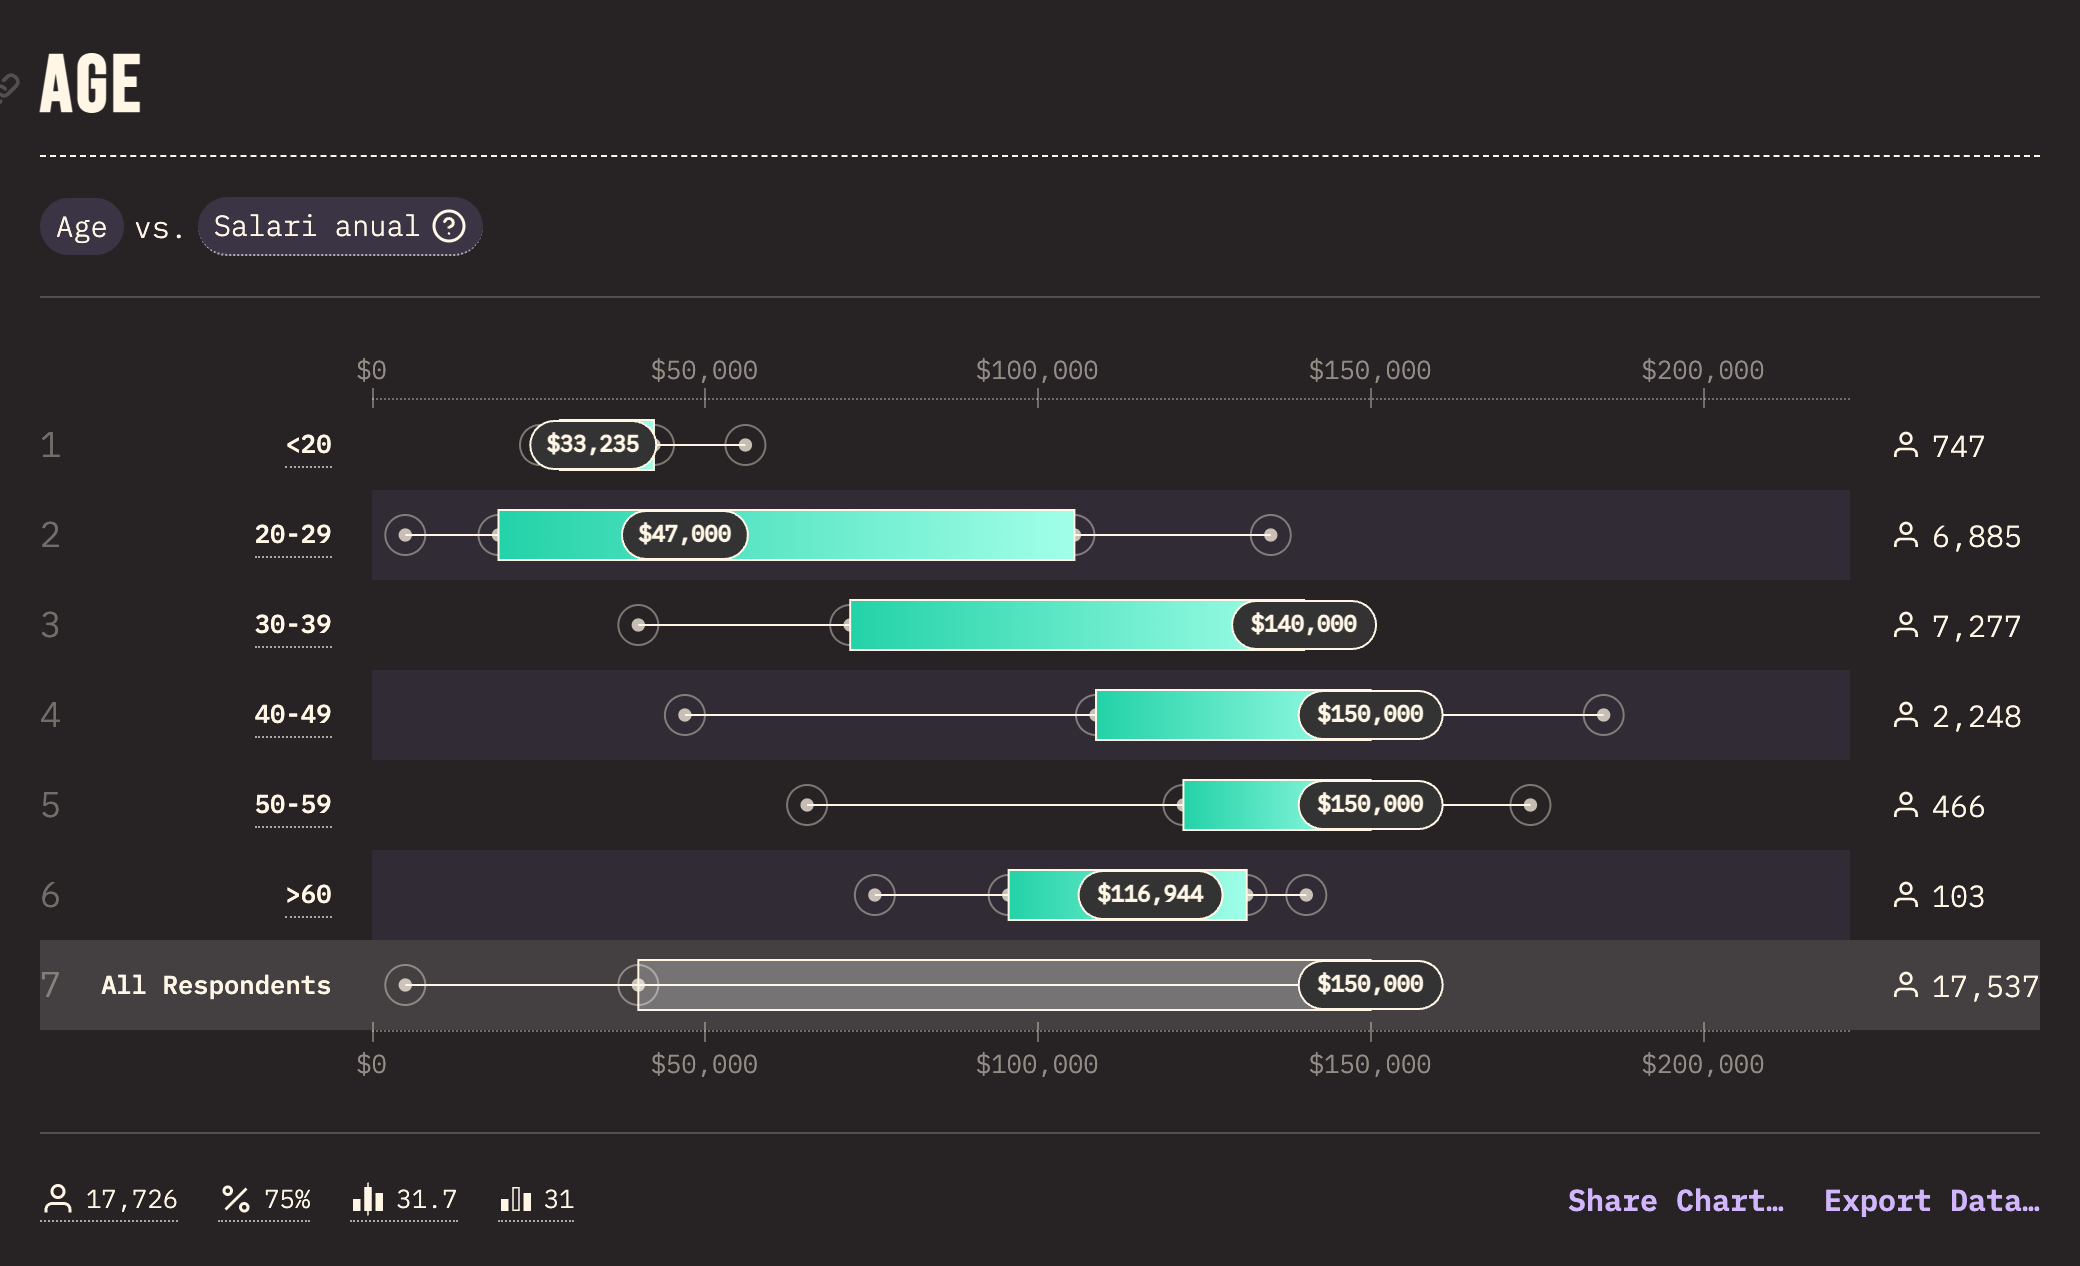 AGE
Age vs. Salari anual ?
$0 $50,000 $100,000 $150,000 $200,000
1 <20 $33,235 747
2 20-29 $47,000 6,885
3 30-39 $140,000 7,277
4 40-49 $150,000 2,248
5 50-59 $150,000 466
6 >60 $116,944 103
7 All Respondents $150,000 17,537
$0 $50,000 $100,000 $150,000 $200,000
17,726 75% 31.7 31 Share Chart… Export Data…